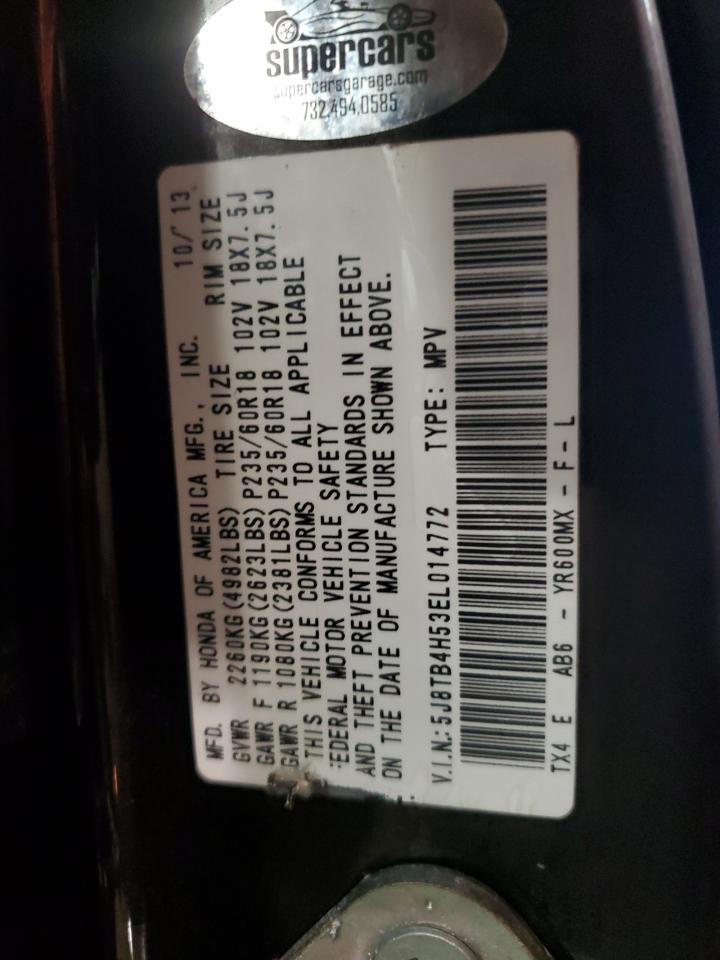 supercars
supercarsgarage.com
732.494.0585
MFD. BY HONDA OF AMERICA MFG., INC. 10/ 13
GVWR 2260KG(4982LBS) TIRE SIZE RIM SIZE
GAWR F 1190KG(2623LBS) P235/60R18 102V 18X7.5J
GAWR R 1080KG(2381LBS) P235/60R18 102V 18X7.5J
THIS VEHICLE CONFORMS TO ALL APPLICABLE
FEDERAL MOTOR VEHICLE SAFETY
AND THEFT PREVENTION STANDARDS IN EFFECT
ON THE DATE OF MANUFACTURE SHOWN ABOVE.
V.I.N.: 5J8TB4H53EL014772 TYPE: MPV
TX4 E AB6 - YR600MX - F - L